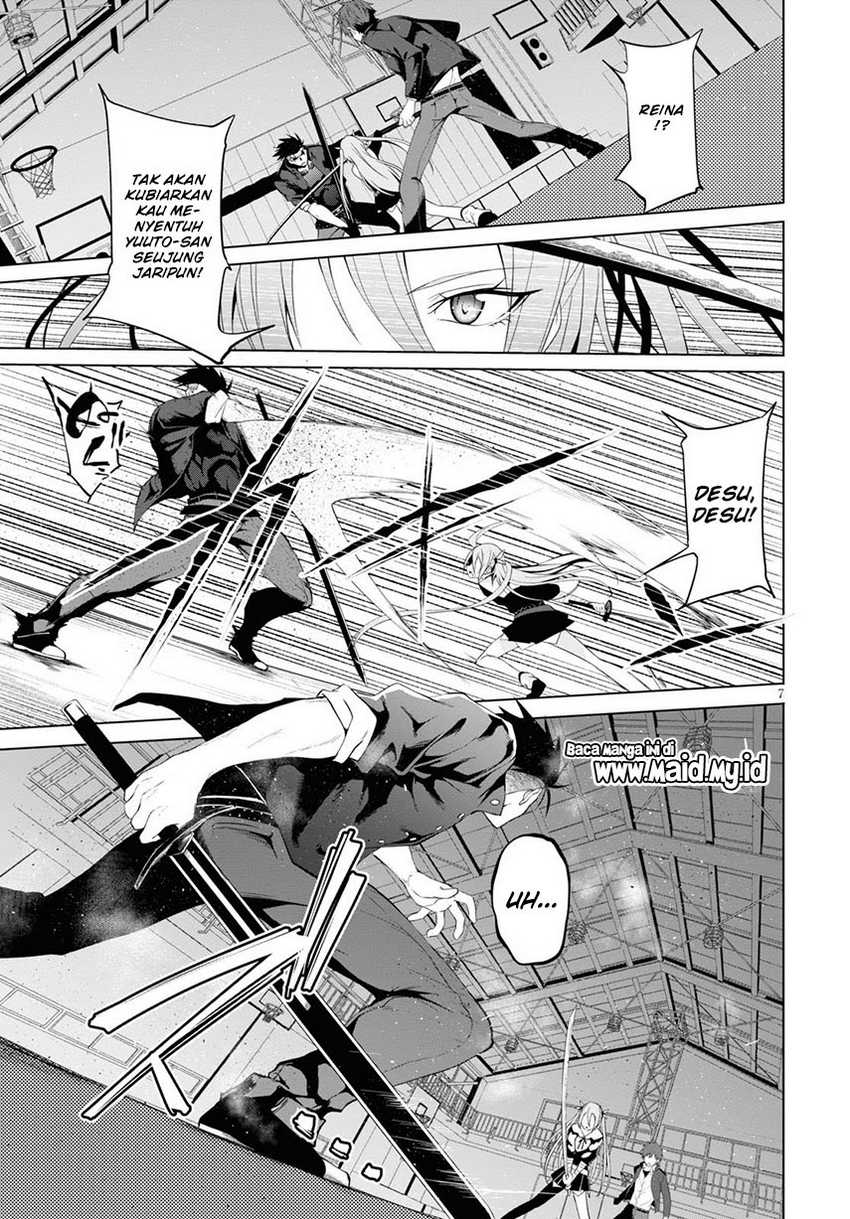 REINA
!?
TAK AKAN
KUBIARKAN
KAU ME-
NYENTUH
YUUTO-SAN
SEUJUNG
JARIPUN!
DESU,
DESU!
7
Baca Manga ini di
www.Maid.My.id
UH...